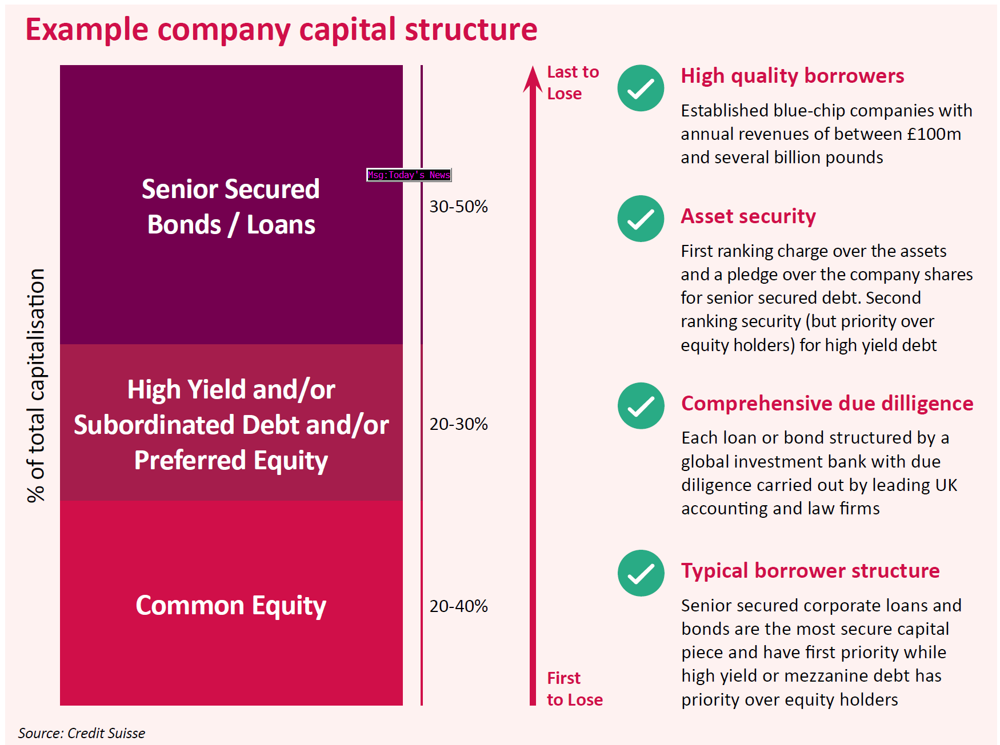 Example company capital structure
% of total capitalisation
Senior Secured
Bonds / Loans
Msg:Today's News
30-50%
High Yield and/or
Subordinated Debt and/or
Preferred Equity
20-30%
Common Equity
20-40%
Last to
Lose
First
to Lose
High quality borrowers
Established blue-chip companies with
annual revenues of between £100m
and several billion pounds
Asset security
First ranking charge over the assets
and a pledge over the company shares
for senior secured debt. Second
ranking security (but priority over
equity holders) for high yield debt
Comprehensive due dilligence
Each loan or bond structured by a
global investment bank with due
diligence carried out by leading UK
accounting and law firms
Typical borrower structure
Senior secured corporate loans and
bonds are the most secure capital
piece and have first priority while
high yield or mezzanine debt has
priority over equity holders
Source: Credit Suisse